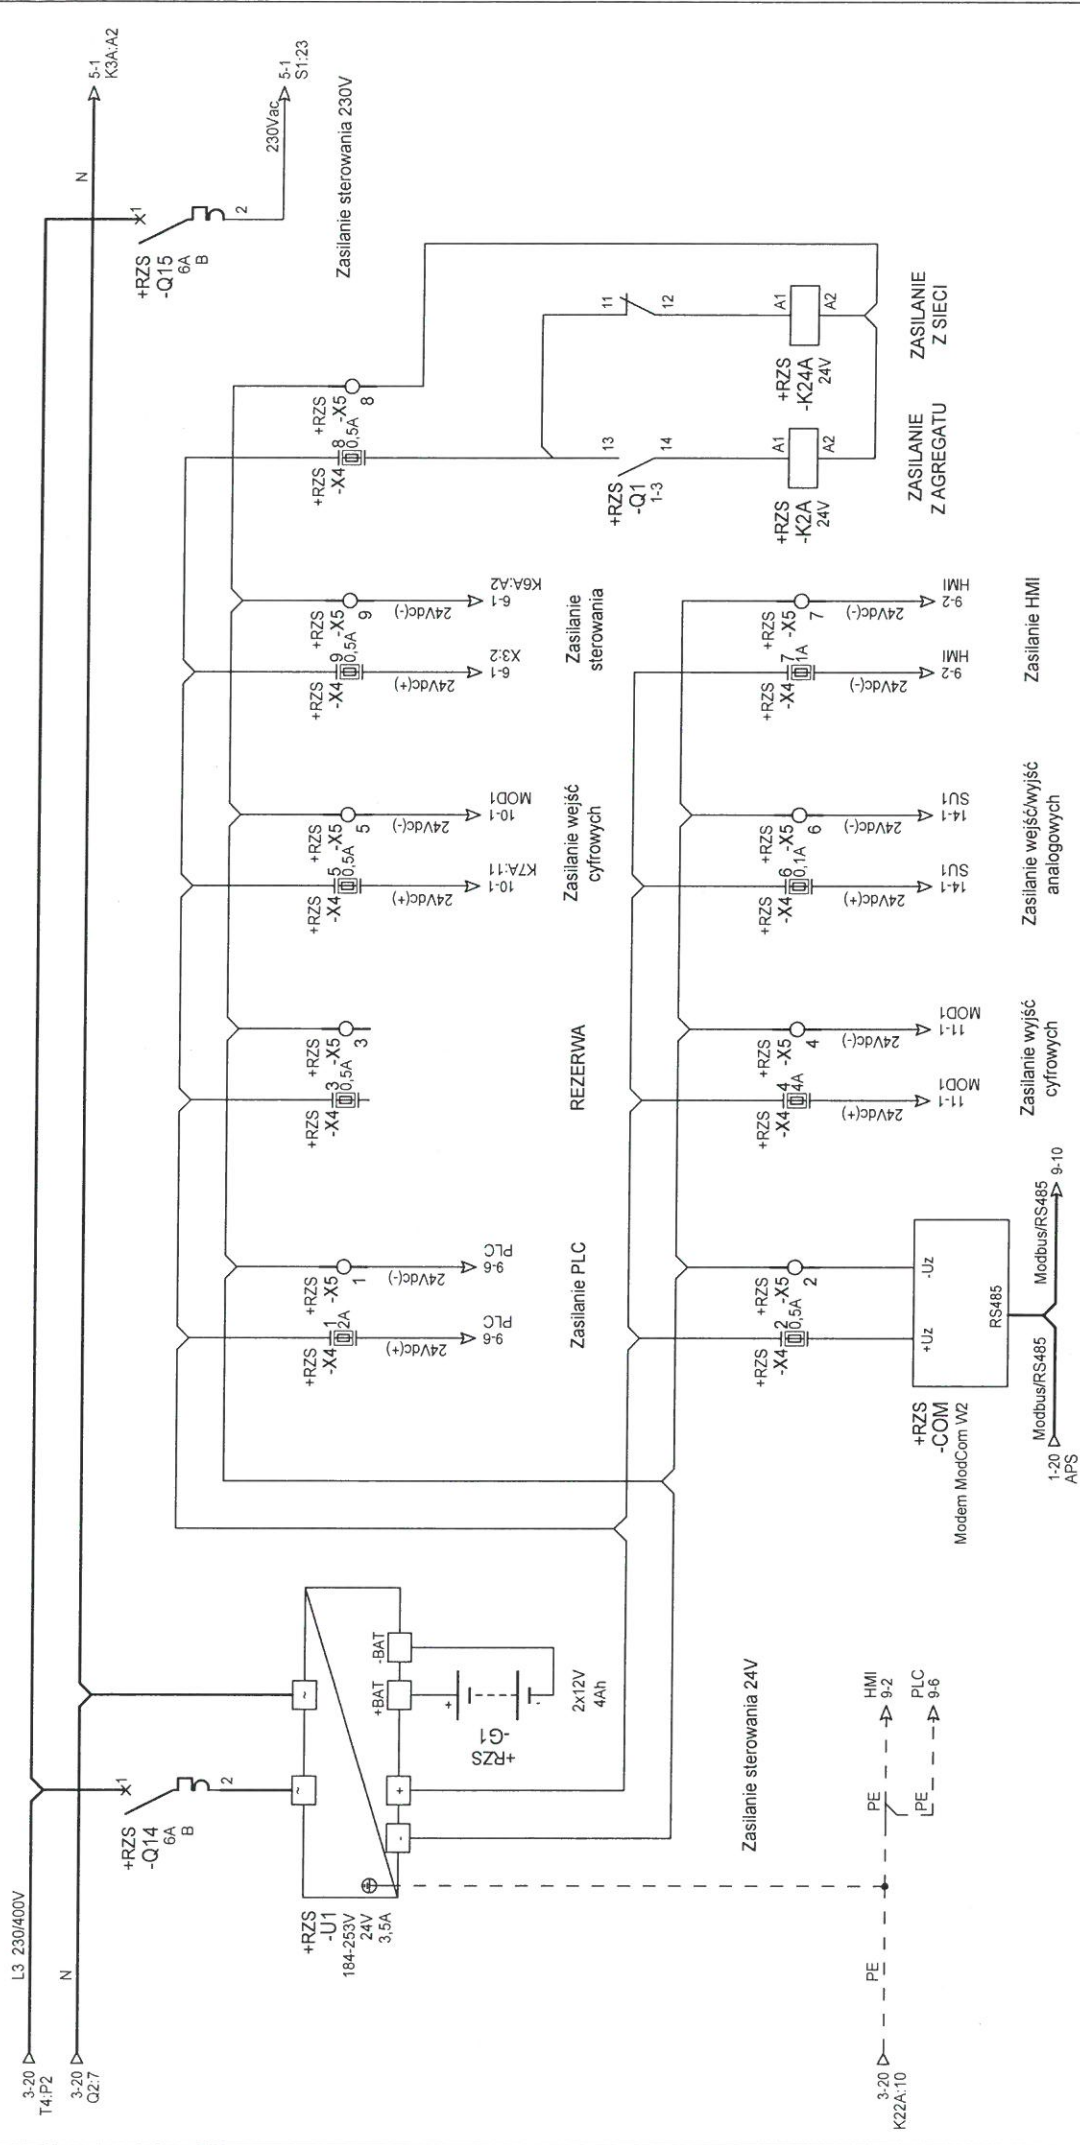 L3 230/400V
3-20
T4:P2
N
3-20
Q2:7
N
5-1
K3A:A2
+RZS
-Q14
6A
B
1
2
+RZS
-Q15
6A
B
1
2
230Vac
5-1
S1:23
Zasilanie sterowania 230V
+RZS
-U1
184-253V
24V
3,5A
~
~
-
+
+BAT
-BAT
+
-
+RZS
-G1
2x12V
4Ah
Zasilanie sterowania 24V
+RZS
-X4
1
2A
24Vdc(+)
9-6
PLC
+RZS
-X5
1
24Vdc(-)
9-6
PLC
Zasilanie PLC
+RZS
-X4
3
0,5A
+RZS
-X5
3
REZERWA
+RZS
-X4
5
0,5A
24Vdc(+)
10-1
K7A:11
+RZS
-X5
5
24Vdc(-)
10-1
MOD1
Zasilanie wejść
cyfrowych
+RZS
-X4
9
0,5A
24Vdc(+)
6-1
X3:2
+RZS
-X5
9
24Vdc(-)
6-1
K6A:A2
Zasilanie
sterowania
+RZS
-X4
8
0,5A
+RZS
-X5
8
+RZS
-Q1
1-3
13
14
11
12
+RZS
-K2A
24V
A1
A2
+RZS
-K24A
24V
A1
A2
ZASILANIE
Z AGREGATU
ZASILANIE
Z SIECI
+RZS
-X4
2
0,5A
+RZS
-X5
2
+Uz
-Uz
RS485
+RZS
-COM
Modem ModCom W2
Modbus/RS485
1-20
APS
Modbus/RS485
9-10
+RZS
-X4
4
4A
24Vdc(+)
11-1
MOD1
+RZS
-X5
4
24Vdc(-)
11-1
MOD1
Zasilanie wyjść
cyfrowych
+RZS
-X4
6
0,1A
24Vdc(+)
14-1
SU1
+RZS
-X5
6
24Vdc(-)
14-1
SU1
Zasilanie wejść/wyjść
analogowych
+RZS
-X4
7
1A
24Vdc(-)
9-2
HMI
+RZS
-X5
7
24Vdc(-)
9-2
HMI
Zasilanie HMI
3-20
K22A:10
PE
PE
HMI
9-2
PE
PLC
9-6